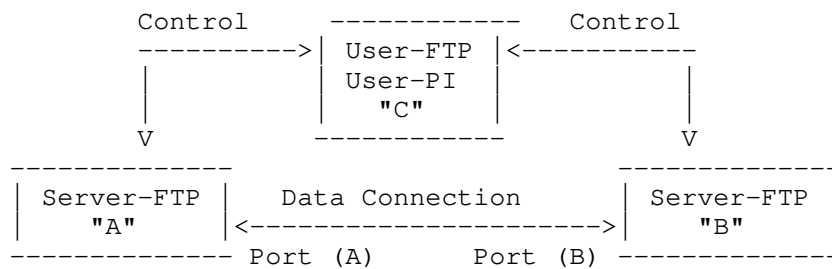 Control Control
User-FTP
User-PI
"C"
Server-FTP Data Connection Server-FTP
"A" "B"
Port (A) Port (B)